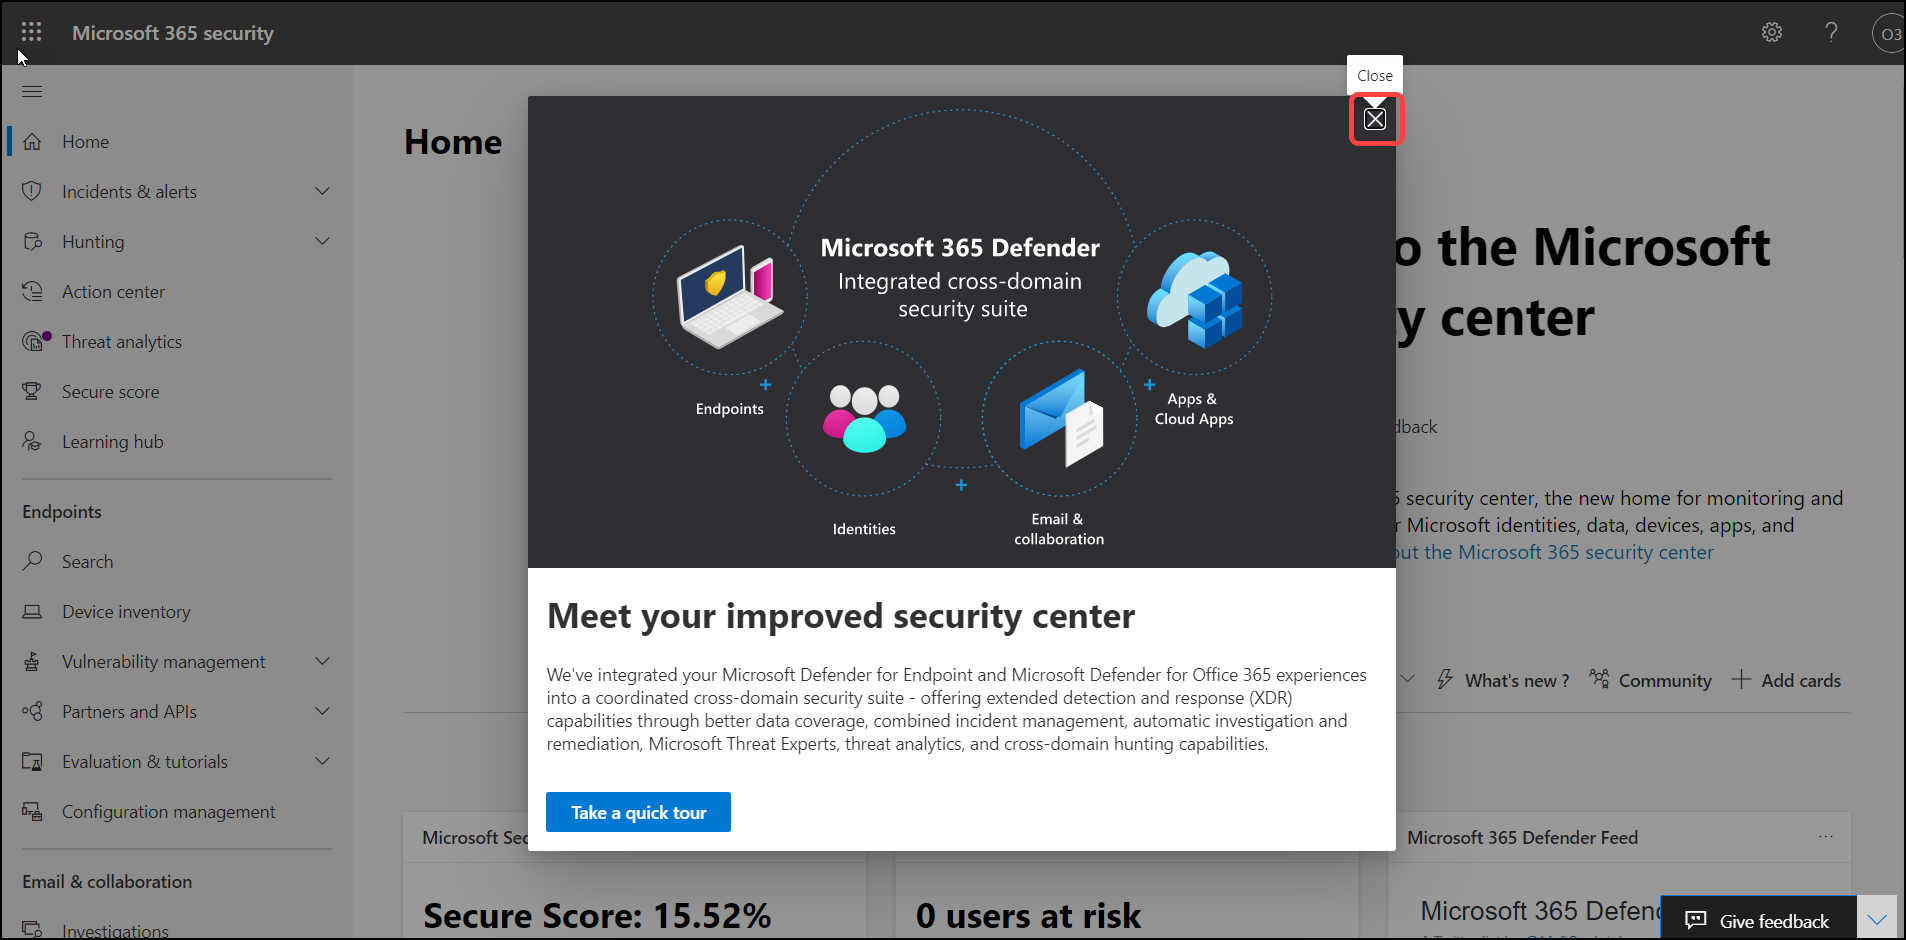 Microsoft 365 security
O3
Close
Home
Incidents & alerts
Hunting
Action center
Threat analytics
Secure score
Learning hub
Endpoints
Search
Device inventory
Vulnerability management
Partners and APIs
Evaluation & tutorials
Configuration management
Email & collaboration
Investigations
Home
o the Microsoft
y center
dback
security center, the new home for monitoring and
r Microsoft identities, data, devices, apps, and
out the Microsoft 365 security center
What's new ?
Community
Add cards
Microsoft 365 Defender
Integrated cross-domain
security suite
Endpoints
Identities
Email &
collaboration
Apps &
Cloud Apps
Meet your improved security center
We've integrated your Microsoft Defender for Endpoint and Microsoft Defender for Office 365 experiences
into a coordinated cross-domain security suite - offering extended detection and response (XDR)
capabilities through better data coverage, combined incident management, automatic investigation and
remediation, Microsoft Threat Experts, threat analytics, and cross-domain hunting capabilities.
Take a quick tour
Microsoft Sec
Secure Score: 15.52%
0 users at risk
Microsoft 365 Defender Feed
Microsoft 365 Defen
Give feedback